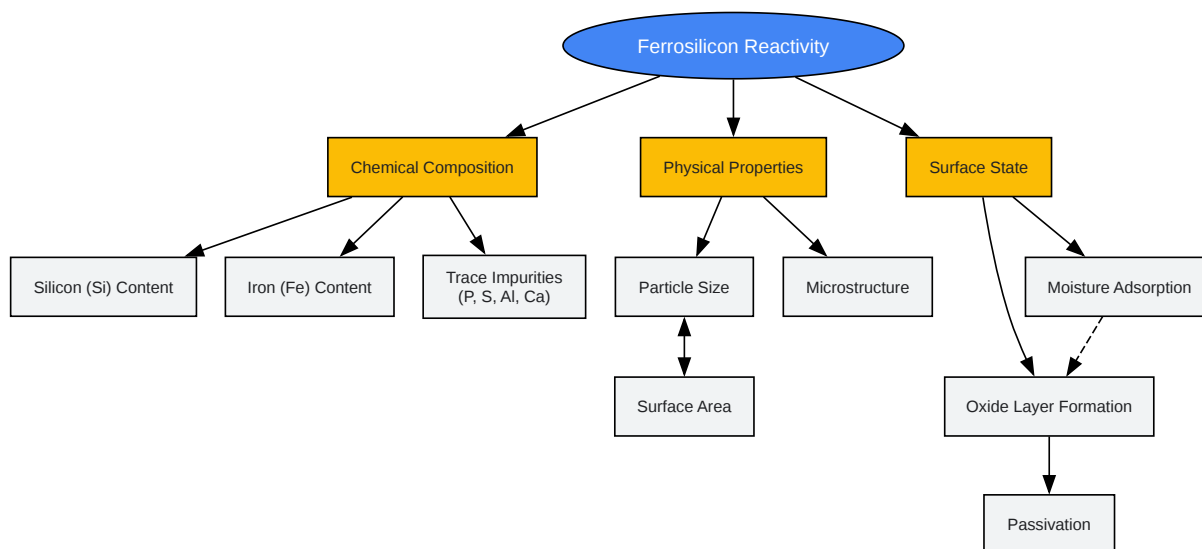 Ferrosilicon Reactivity
Chemical Composition
Physical Properties
Surface State
Silicon (Si) Content
Iron (Fe) Content
Trace Impurities
(P, S, Al, Ca)
Particle Size
Microstructure
Moisture Adsorption
Surface Area
Oxide Layer Formation
Passivation